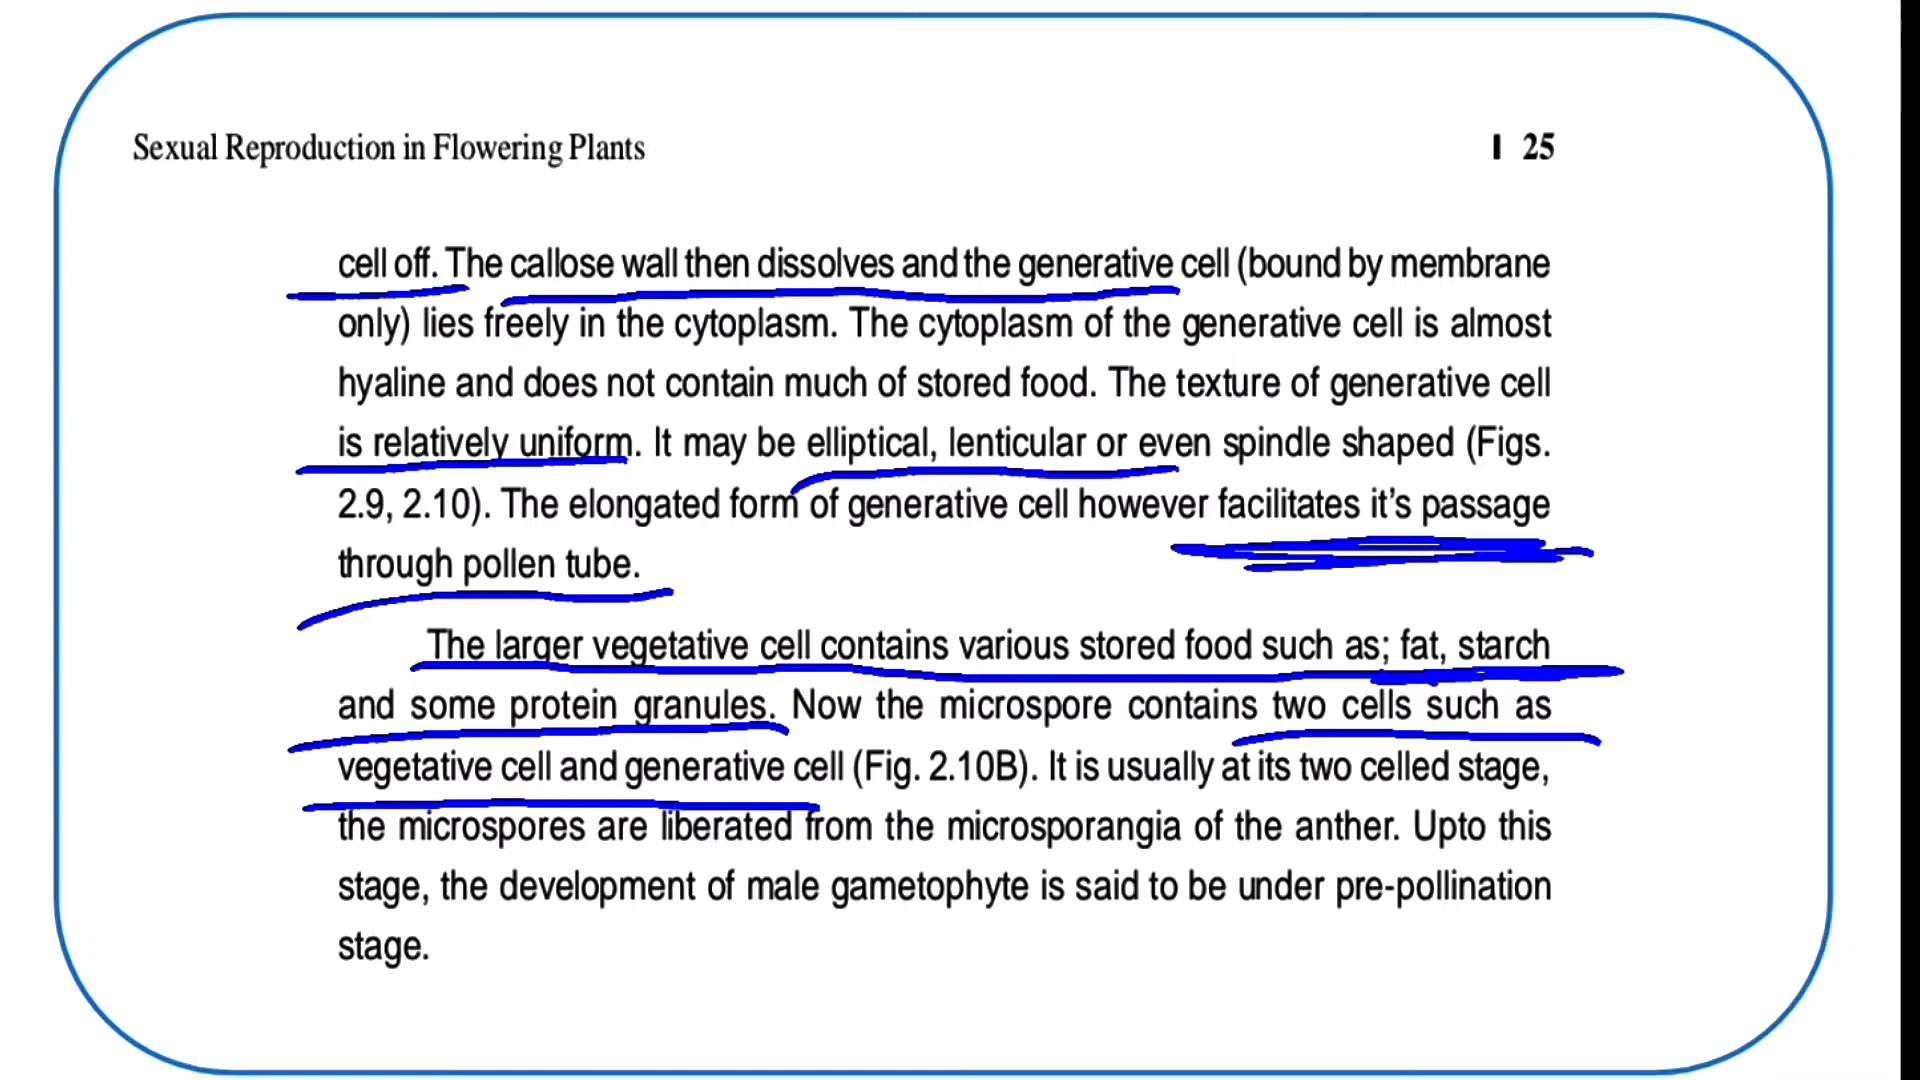 Sexual Reproduction in Flowering Plants I 25
cell off. The callose wall then dissolves and the generative cell (bound by membrane
only) lies freely in the cytoplasm. The cytoplasm of the generative cell is almost
hyaline and does not contain much of stored food. The texture of generative cell
is relatively uniform. It may be elliptical, lenticular or even spindle shaped (Figs.
2.9, 2.10). The elongated form of generative cell however facilitates it's passage
through pollen tube.
The larger vegetative cell contains various stored food such as; fat, starch
and some protein granules. Now the microspore contains two cells such as
vegetative cell and generative cell (Fig. 2.10B). It is usually at its two celled stage,
the microspores are liberated from the microsporangia of the anther. Upto this
stage, the development of male gametophyte is said to be under pre-pollination
stage.